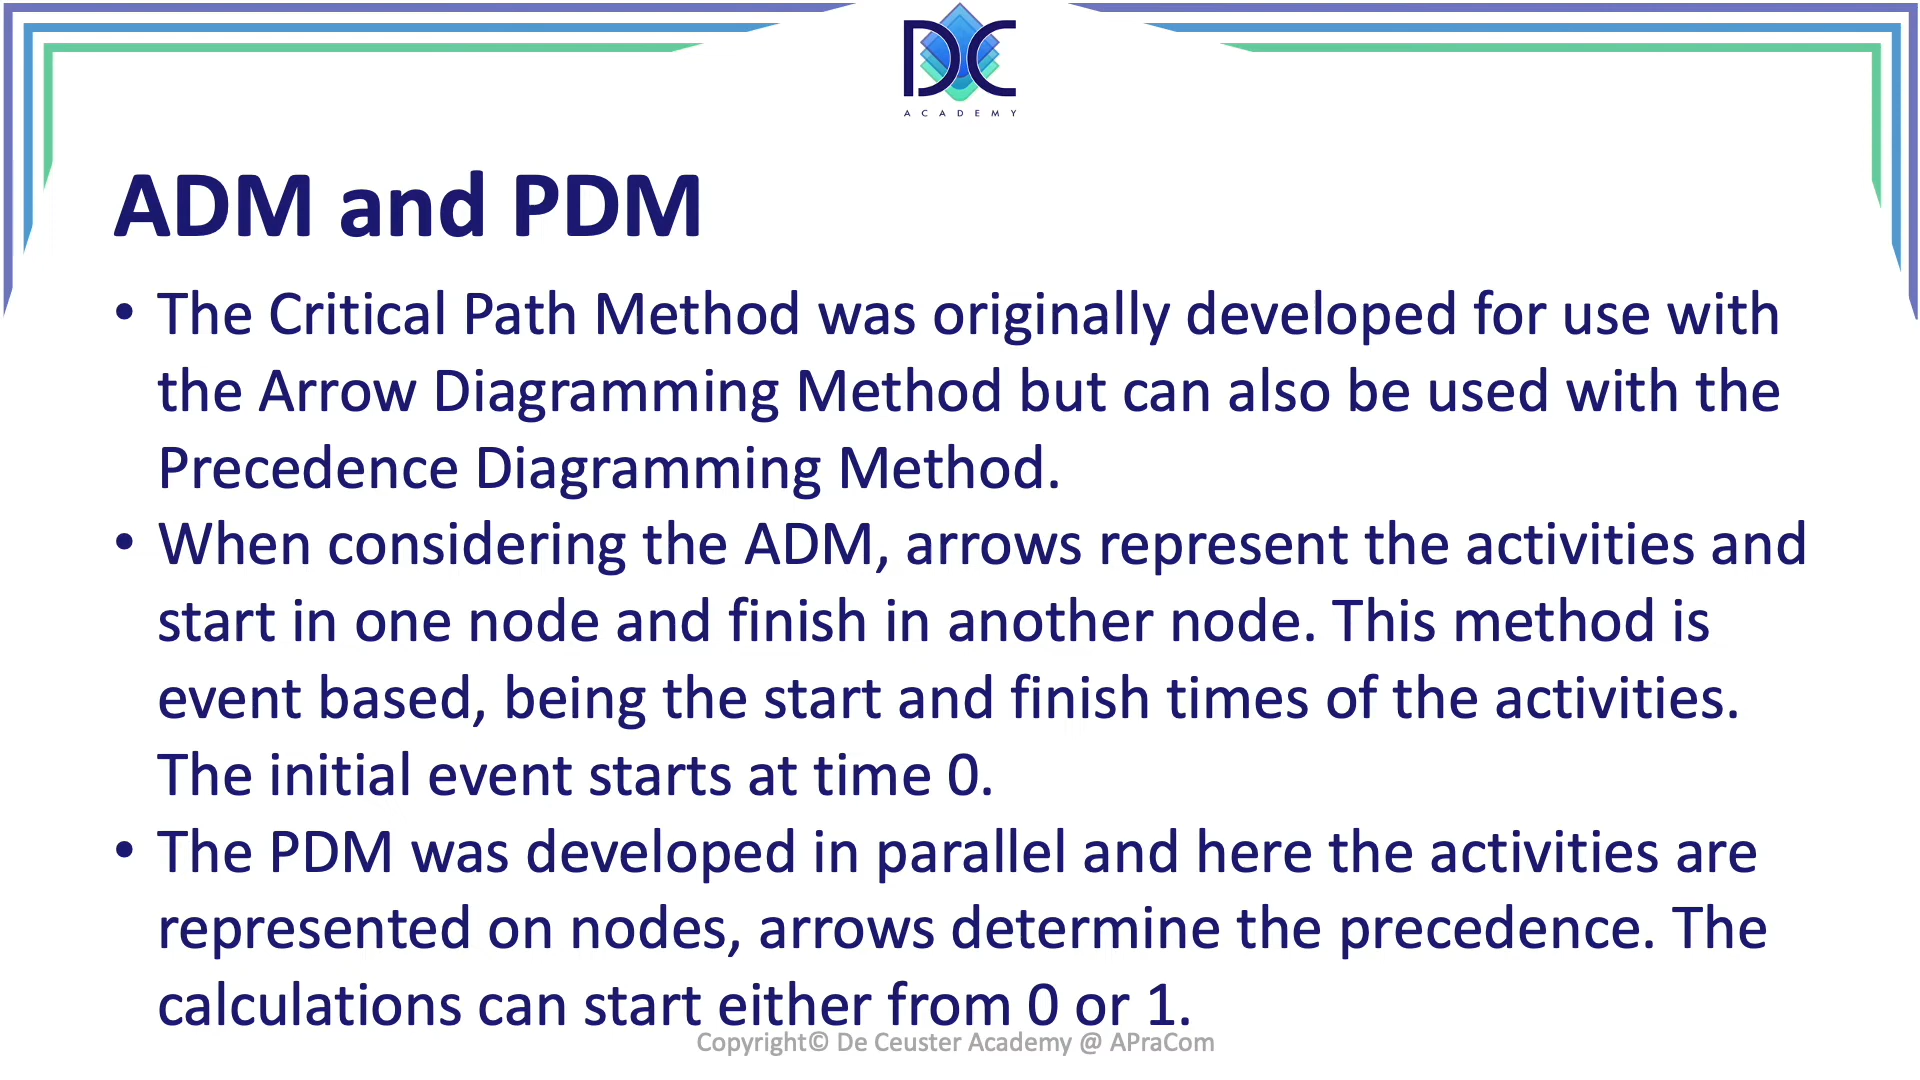 DC
ACADEMY
ADM and PDM
• The Critical Path Method was originally developed for use with
the Arrow Diagramming Method but can also be used with the
Precedence Diagramming Method.
• When considering the ADM, arrows represent the activities and
start in one node and finish in another node. This method is
event based, being the start and finish times of the activities.
The initial event starts at time 0.
• The PDM was developed in parallel and here the activities are
represented on nodes, arrows determine the precedence. The
calculations can start either from 0 or 1.
Copyright© De Ceuster Academy @ APraCom